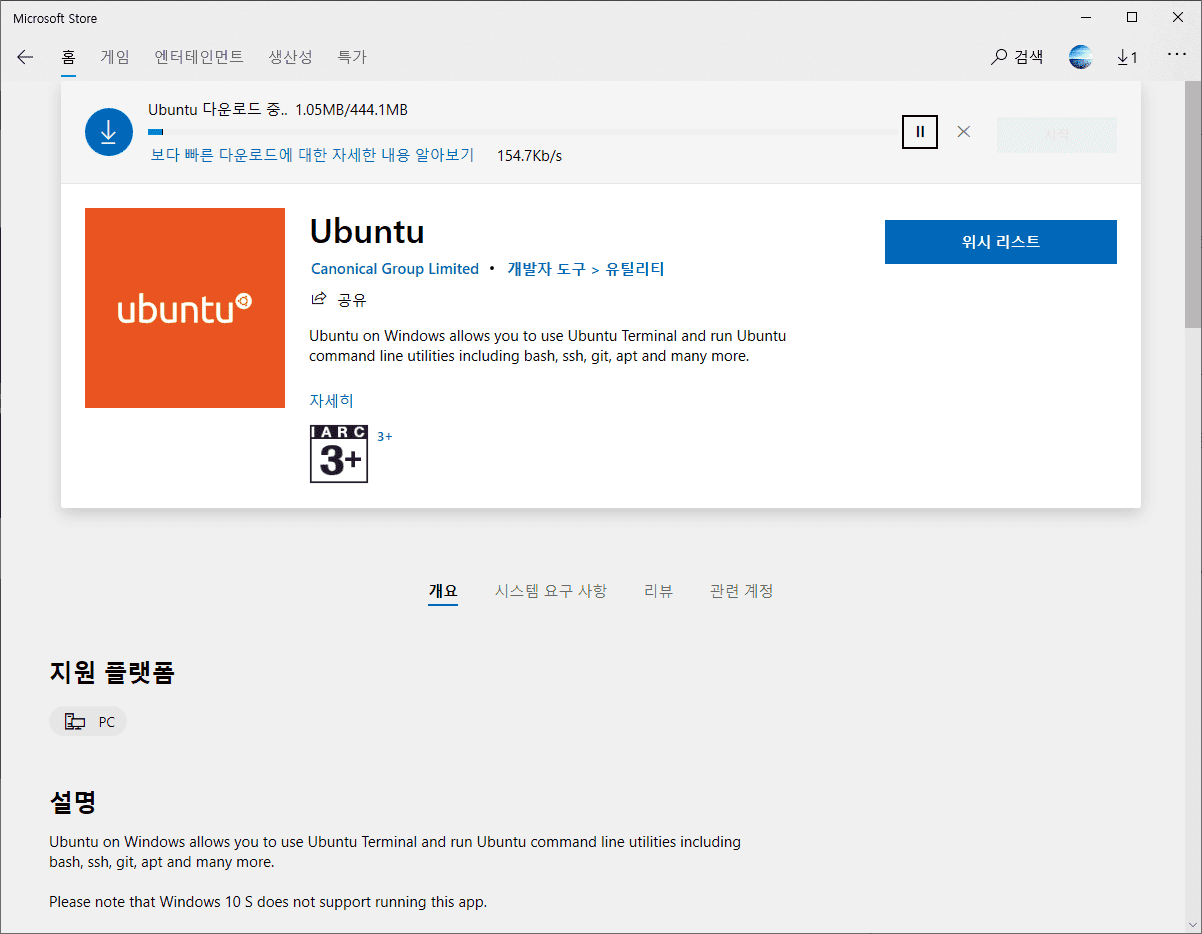 Microsoft Store
홈 게임 엔터테인먼트 생산성 특가 검색 1
Ubuntu 다운로드 중.. 1.05MB/444.1MB
보다 빠른 다운로드에 대한 자세한 내용 알아보기 154.7Kb/s
시작
ubuntu
Ubuntu
위시 리스트
Canonical Group Limited • 개발자 도구 > 유틸리티
공유
Ubuntu on Windows allows you to use Ubuntu Terminal and run Ubuntu
command line utilities including bash, ssh, git, apt and many more.
자세히
IARC
3+
3+
개요 시스템 요구 사항 리뷰 관련 계정
지원 플랫폼
PC
설명
Ubuntu on Windows allows you to use Ubuntu Terminal and run Ubuntu command line utilities including
bash, ssh, git, apt and many more.
Please note that Windows 10 S does not support running this app.